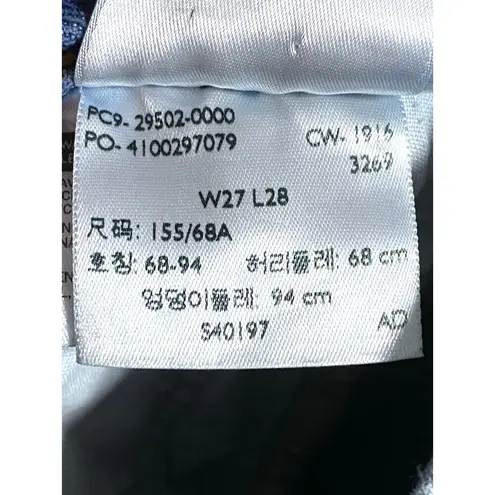 PC9- 29502-0000
PO- 4100297079 CW- 1916
3269
W27 L28
尺码: 155/68A
호칭: 68-94 허리둘레: 68 cm
엉덩이둘레: 94 cm
S40197 AD